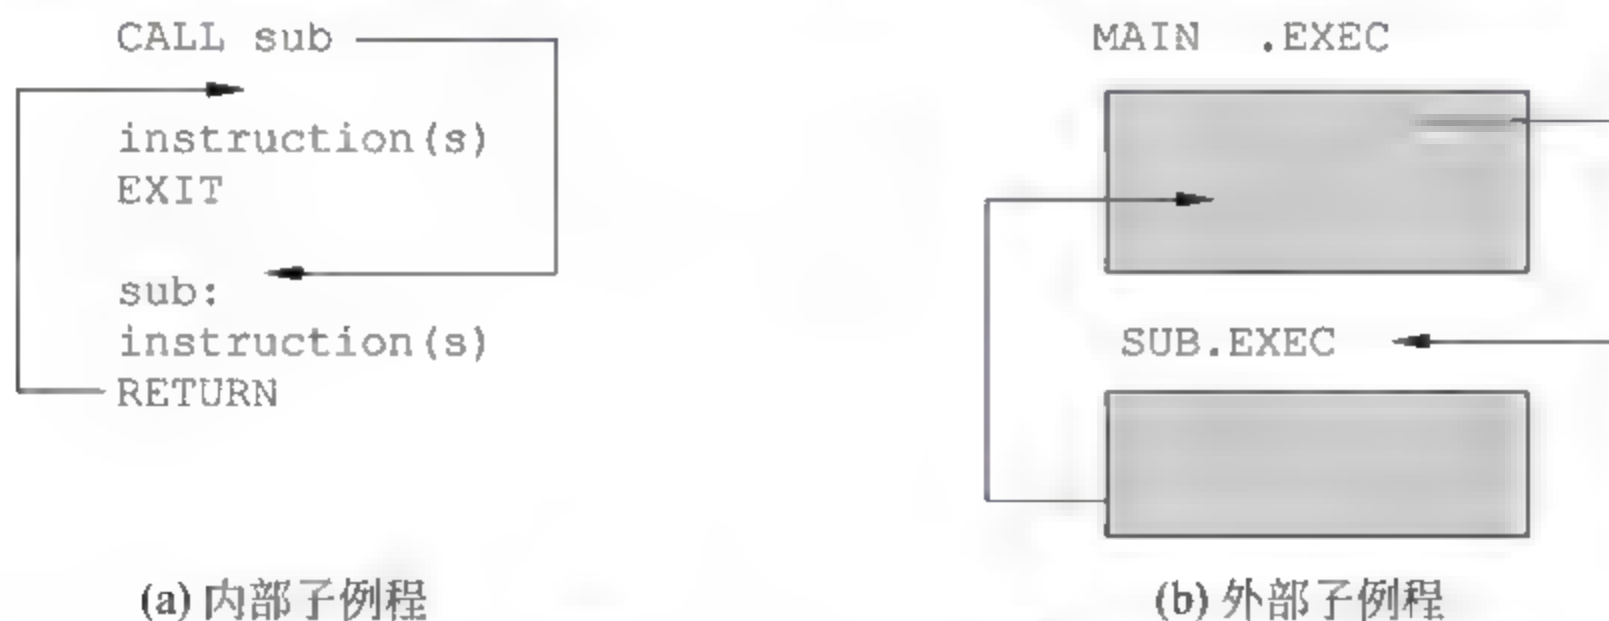 CALL sub
instruction(s)
EXIT
sub:
instruction(s)
RETURN
(a) 内部子例程
MAIN .EXEC
SUB.EXEC
(b) 外部子例程